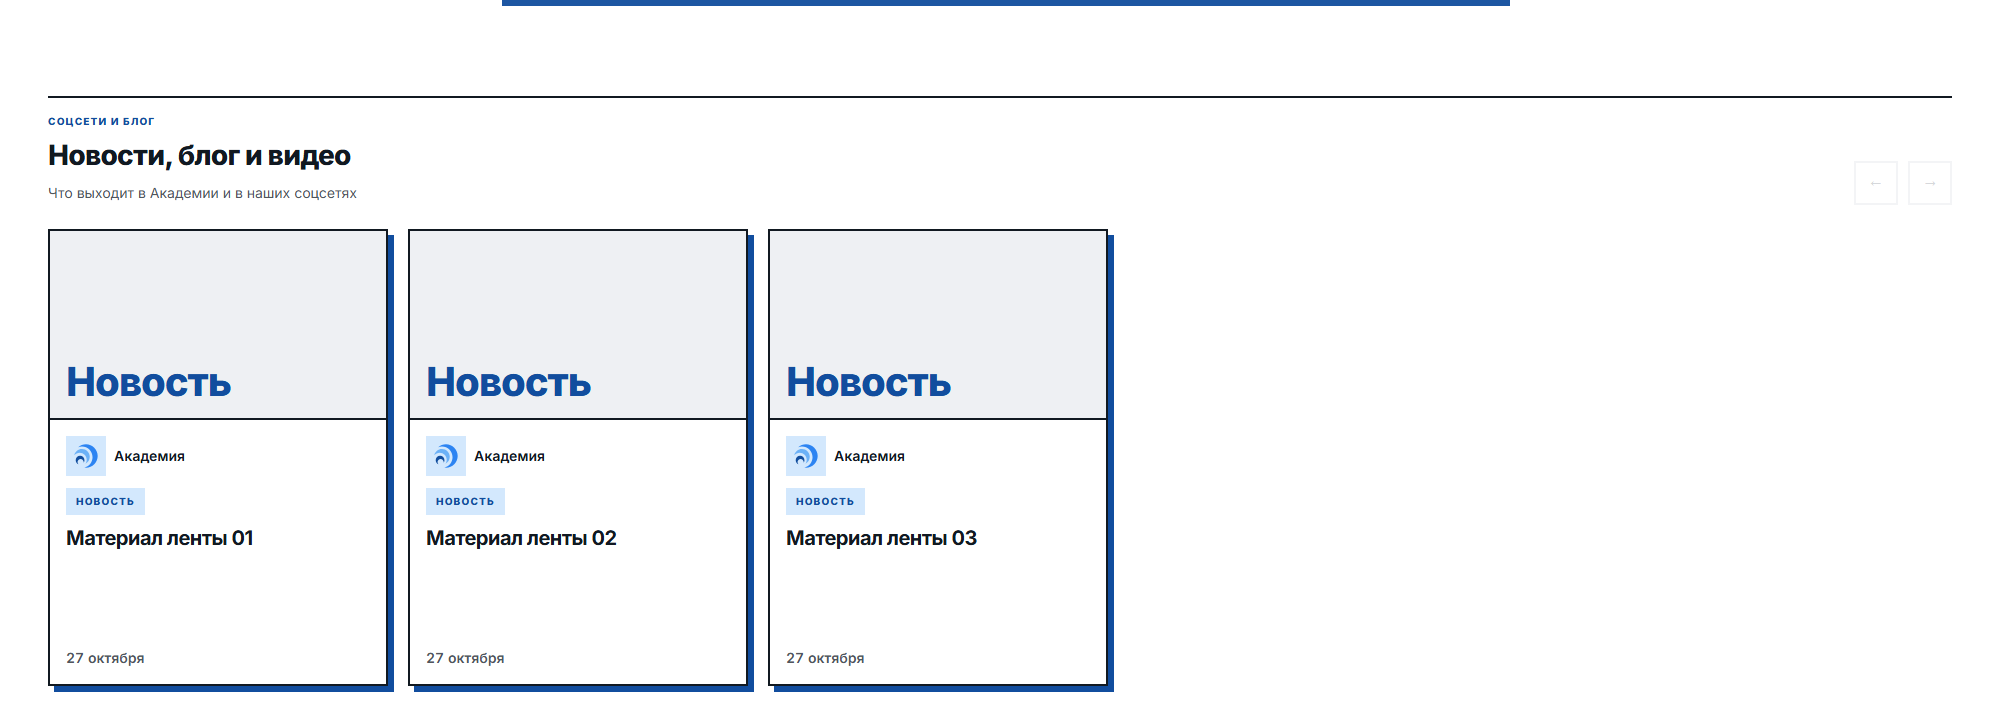 СОЦСЕТИ И БЛОГ
Новости, блог и видео
Что выходит в Академии и в наших соцсетях
← →
Новость
Академия
НОВОСТЬ
Материал ленты 01
27 октября
Новость
Академия
НОВОСТЬ
Материал ленты 02
27 октября
Новость
Академия
НОВОСТЬ
Материал ленты 03
27 октября